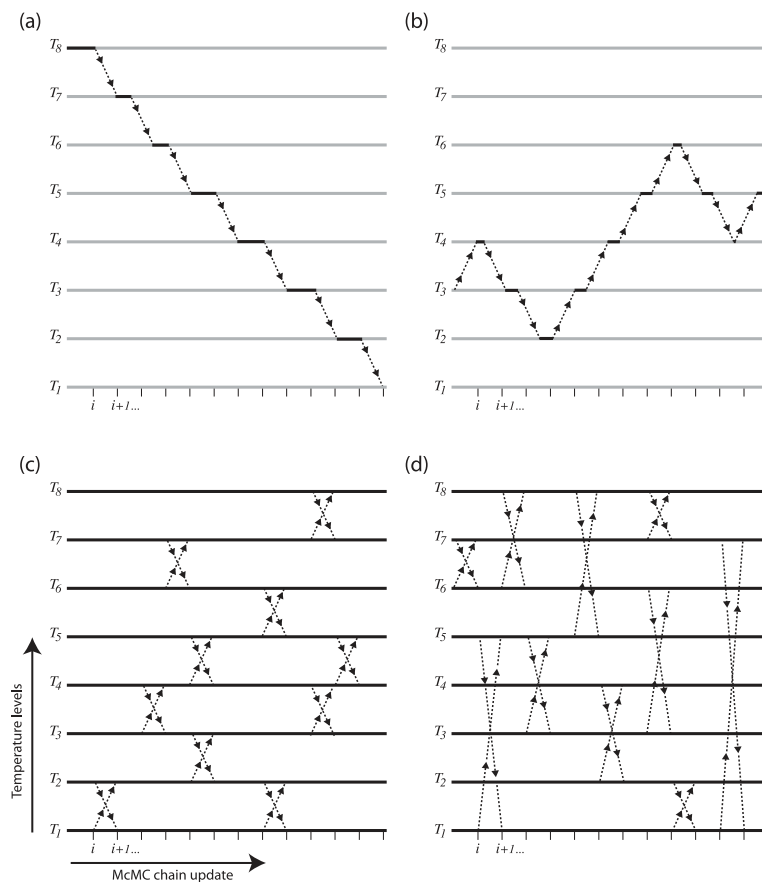 (a)
T8
T7
T6
T5
T4
T3
T2
T1
i i+1...
(b)
T8
T7
T6
T5
T4
T3
T2
T1
i i+1...
(c)
T8
T7
T6
T5
T4
T3
T2
T1
i i+1...
Temperature levels
McMC chain update
(d)
T8
T7
T6
T5
T4
T3
T2
T1
i i+1...